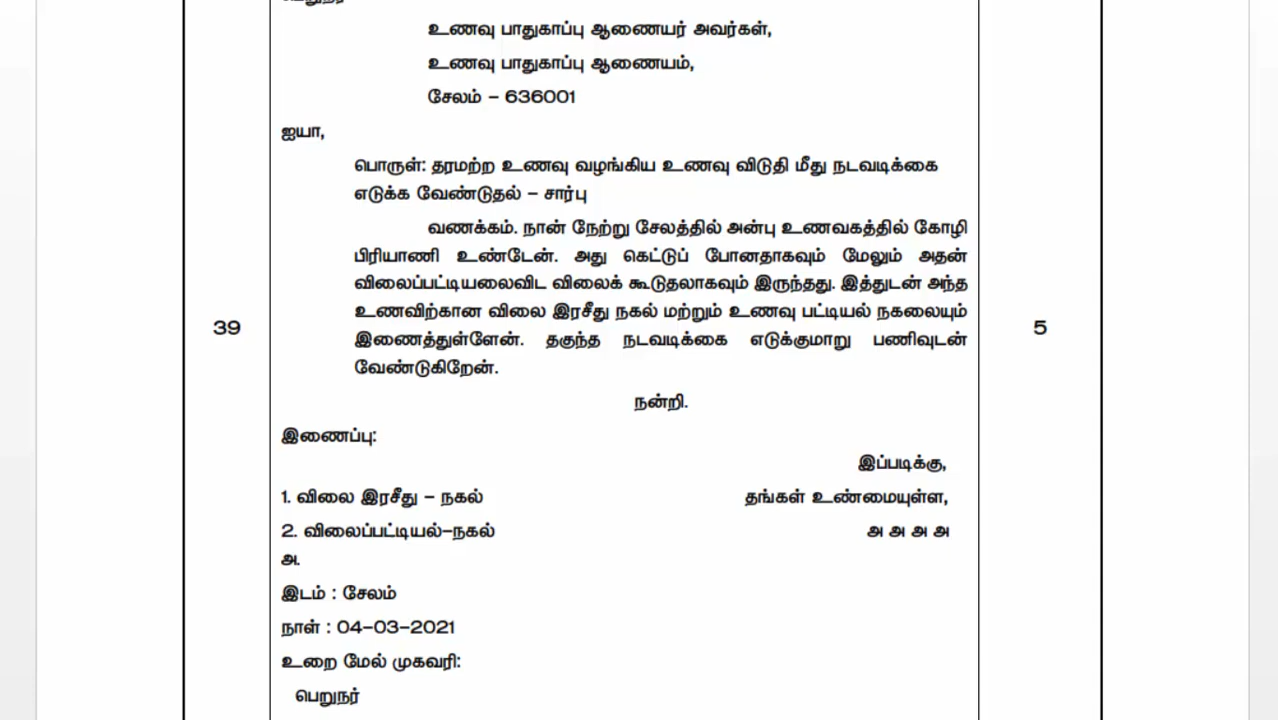 உணவு பாதுகாப்பு ஆணையர் அவர்கள்,
உணவு பாதுகாப்பு ஆணையம்,
சேலம் – 636001
ஐயா,
பொருள்: தரமற்ற உணவு வழங்கிய உணவு விடுதி மீது நடவடிக்கை
எடுக்க வேண்டுதல் – சார்பு
வணக்கம். நான் நேற்று சேலத்தில் அன்பு உணவகத்தில் கோழி
பிரியாணி உண்டேன். அது கெட்டுப் போனதாகவும் மேலும் அதன்
விலைப்பட்டியலைவிட விலைக் கூடுதலாகவும் இருந்தது. இத்துடன் அந்த
உணவிற்கான விலை இரசீது நகல் மற்றும் உணவு பட்டியல் நகலையும்
39 இணைத்துள்ளேன். தகுந்த நடவடிக்கை எடுக்குமாறு பணிவுடன் 5
வேண்டுகிறேன்.
நன்றி.
இணைப்பு:
இப்படிக்கு,
1. விலை இரசீது – நகல் தங்கள் உண்மையுள்ள,
2. விலைப்பட்டியல்–நகல் அ அ அ அ
அ.
இடம் : சேலம்
நாள் : 04–03–2021
உறை மேல் முகவரி:
பெறுநர்